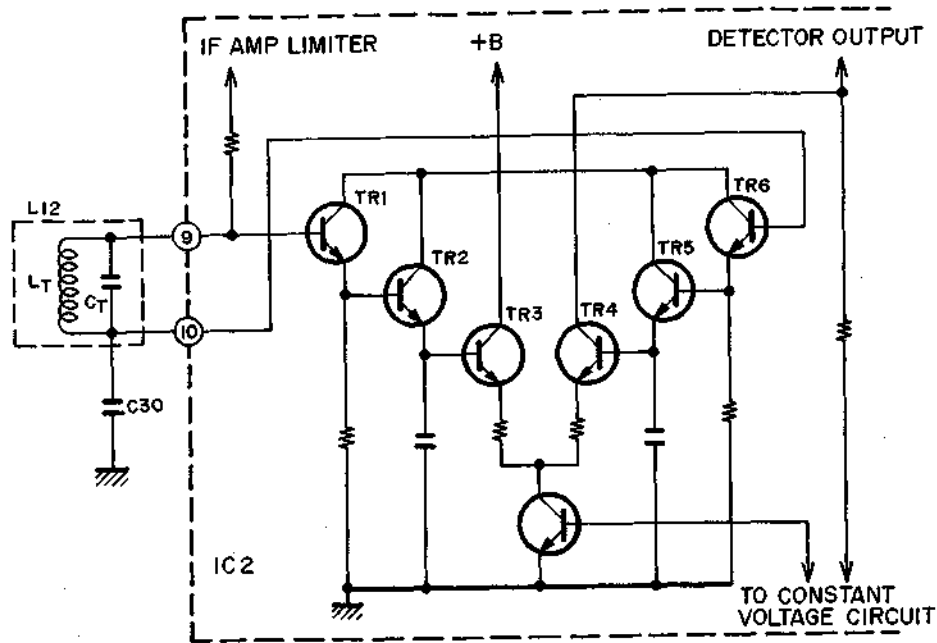 IF AMP LIMITER
+B
DETECTOR OUTPUT
TR1
TR6
L12
9
TR2
TR5
LT
CT
10
TR3
TR4
C30
IC2
TO CONSTANT
VOLTAGE CIRCUIT